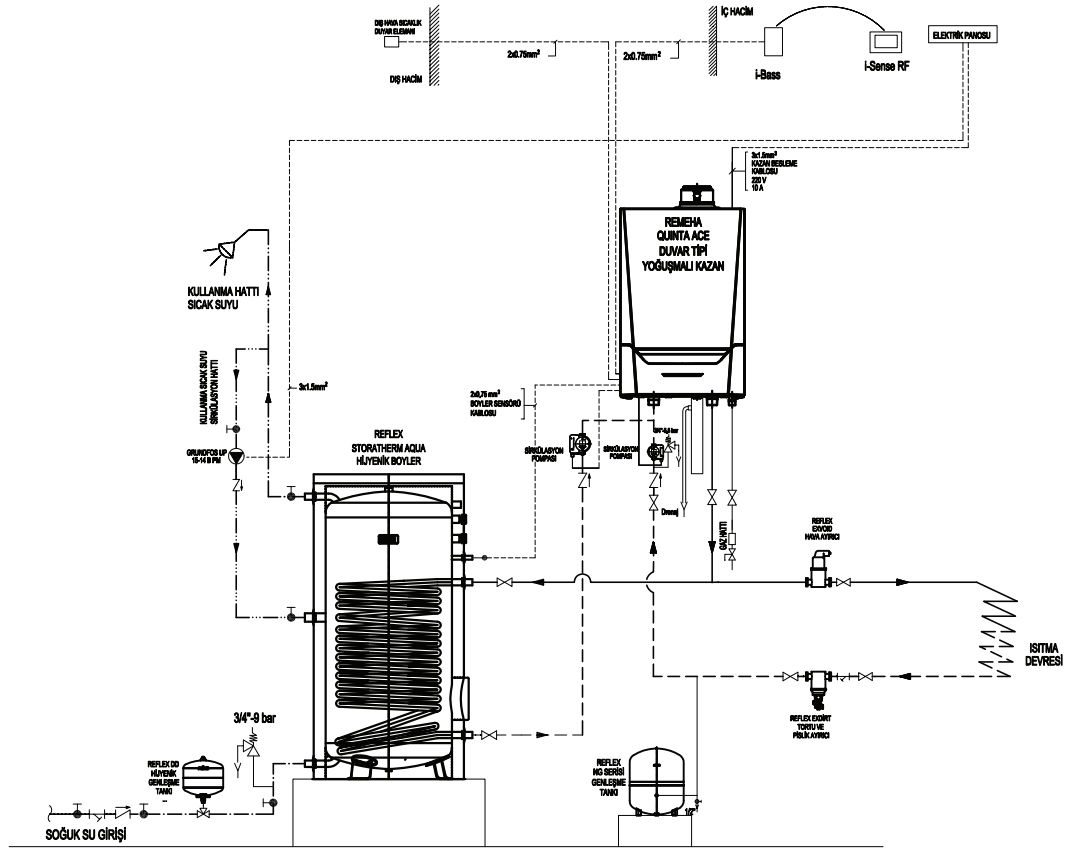 DIŞ HAVA SICAKLIK
DUYAR ELEMANI
DIŞ HACİM
2x0.75mm²
2x0.75mm²
İÇ HACİM
i-Bass
i-Sense RF
ELEKTRİK PANOSU
3x1.5mm²
KAZAN BESLEME
KABLOSU
220 V
10 A
REMEHA
QUINTA ACE
DUVAR TİPİ
YOĞUŞMALI KAZAN
KULLANMA HATTI
SICAK SUYU
KULLANMA SICAK SUYU
SİRKÜLASYON HATTI
3x1.5mm²
2x0,75 mm²
BOYLER SENSÖRÜ
KABLOSU
GRUNDFOS UP
15-14 B PM
REFLEX
STORATHERM AQUA
HİJYENİK BOYLER
SİRKÜLASYON
POMPASI
SİRKÜLASYON
POMPASI
Drenaj
GAZ HATTI
REFLEX
EXVOID
HAVA AYIRICI
ISITMA
DEVRESİ
REFLEX EXDIRT
TORTU VE
PİSLİK AYIRICI
3/4"-9 bar
REFLEX DD
HİJYENİK
GENLEŞME
TANKI
REFLEX
NG SERİSİ
GENLEŞME
TANKI
1/2"
SOĞUK SU GİRİŞİ